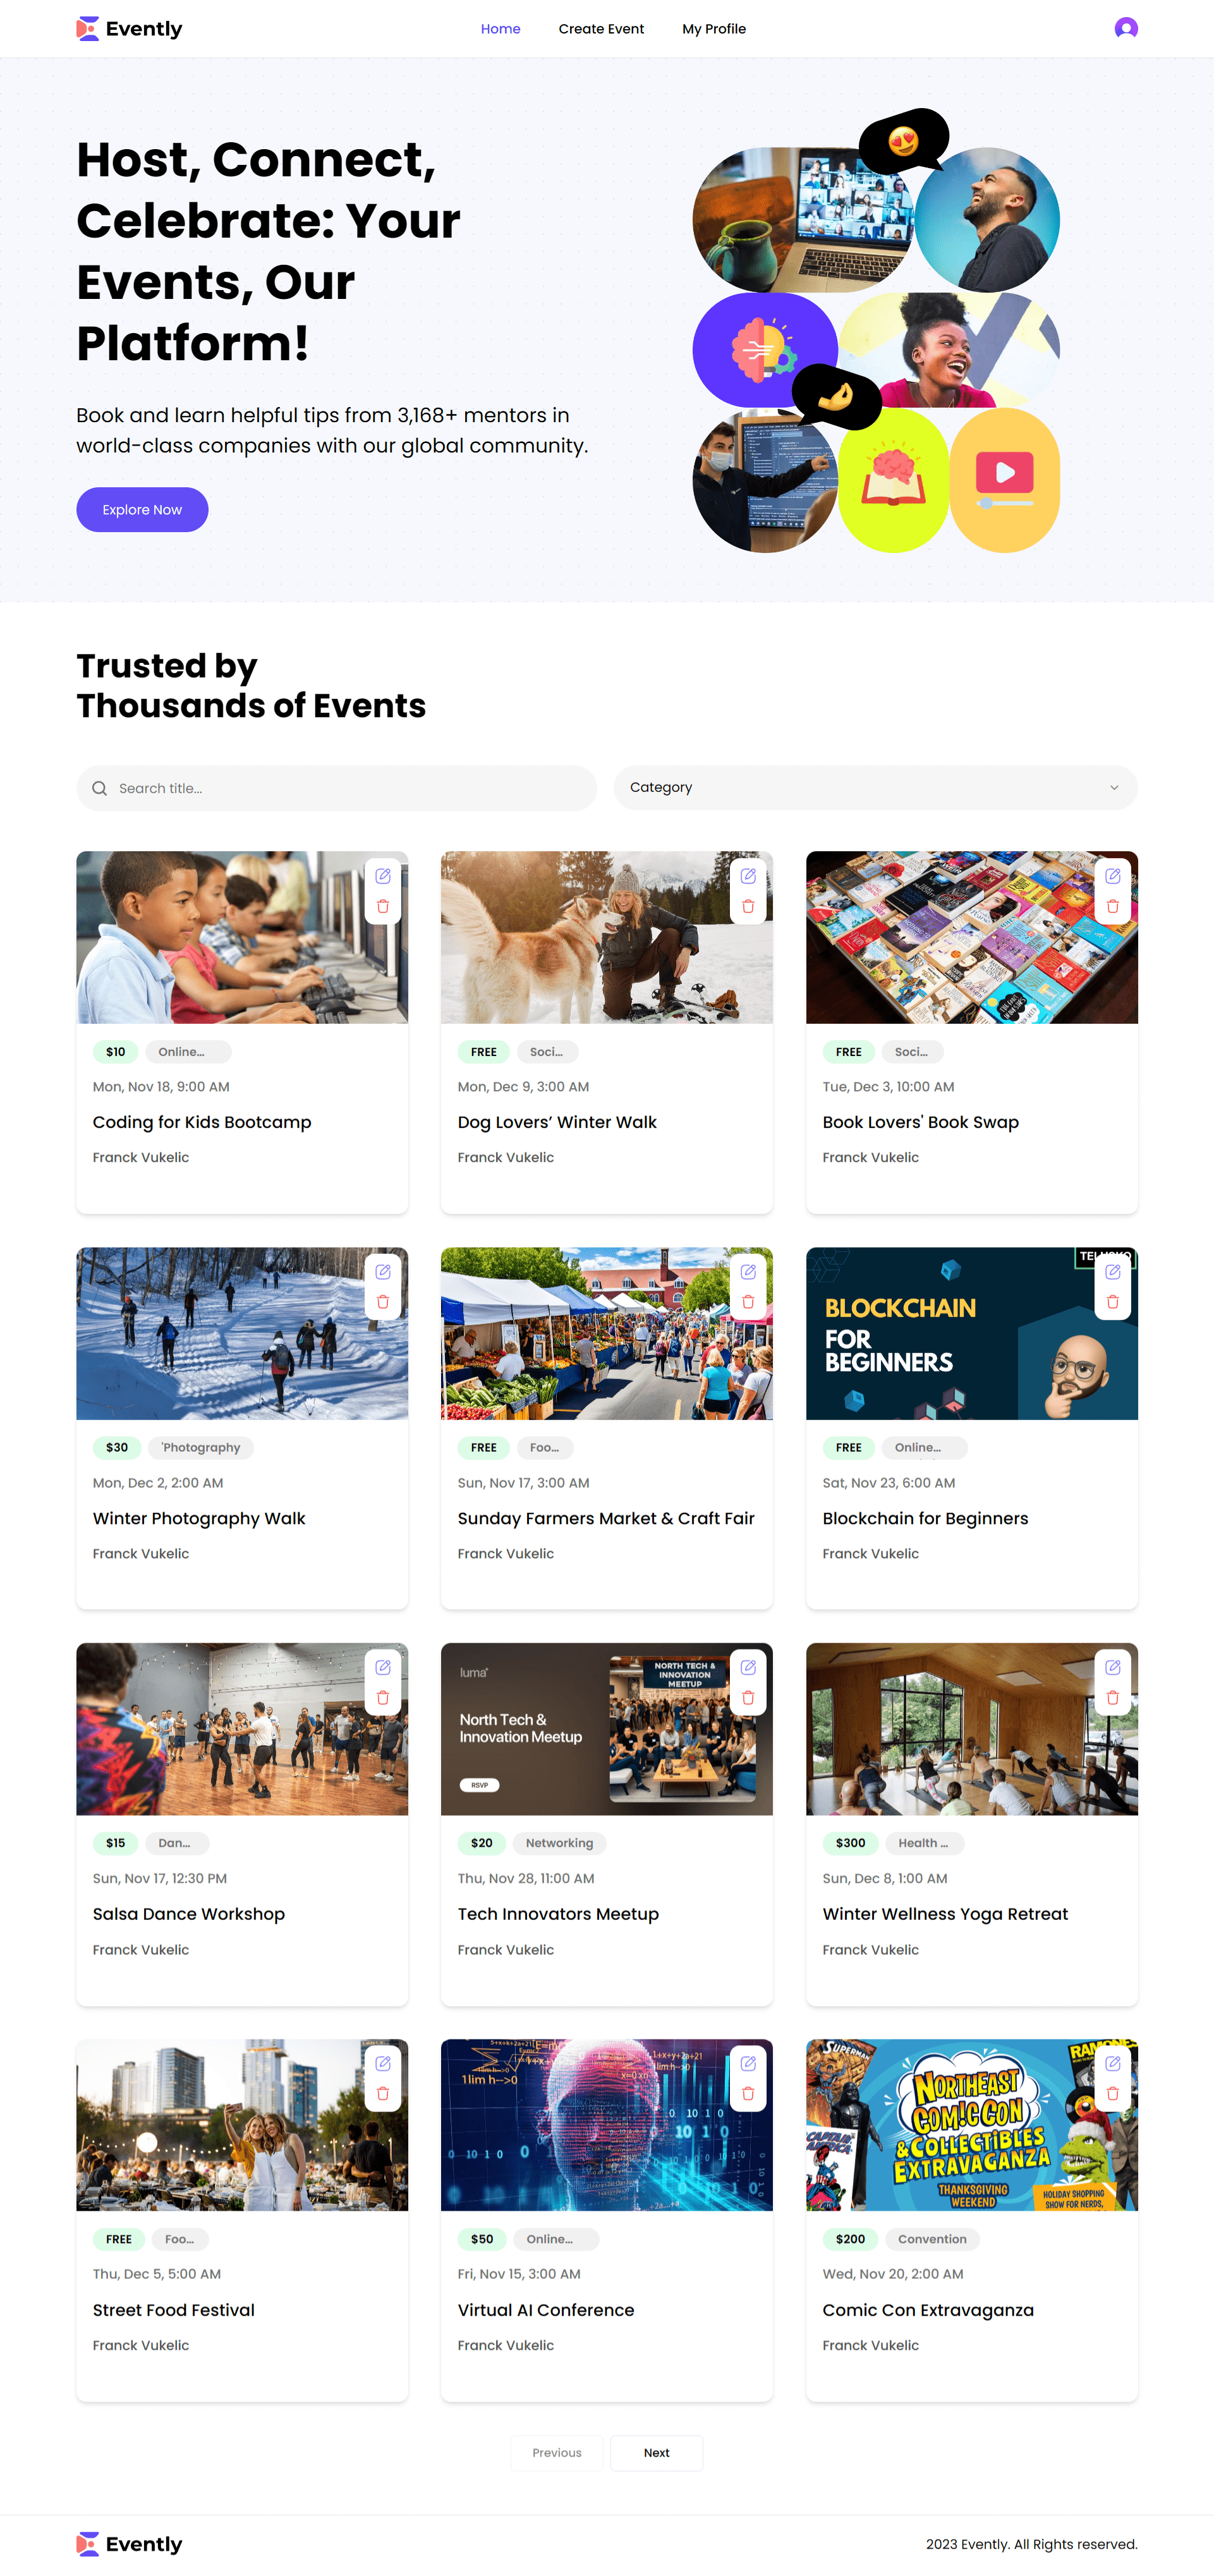 Evently
Home
Create Event
My Profile
Host, Connect,
Celebrate: Your
Events, Our
Platform!
Book and learn helpful tips from 3,168+ mentors in
world-class companies with our global community.
Explore Now
Trusted by
Thousands of Events
Search title...
Category
$10
Online...
Mon, Nov 18, 9:00 AM
Coding for Kids Bootcamp
Franck Vukelic
FREE
Soci...
Mon, Dec 9, 3:00 AM
Dog Lovers’ Winter Walk
Franck Vukelic
FREE
Soci...
Tue, Dec 3, 10:00 AM
Book Lovers' Book Swap
Franck Vukelic
$30
'Photography
Mon, Dec 2, 2:00 AM
Winter Photography Walk
Franck Vukelic
FREE
Foo...
Sun, Nov 17, 3:00 AM
Sunday Farmers Market & Craft Fair
Franck Vukelic
BLOCKCHAIN
FOR
BEGINNERS
FREE
Online...
Sat, Nov 23, 6:00 AM
Blockchain for Beginners
Franck Vukelic
$15
Dan...
Sun, Nov 17, 12:30 PM
Salsa Dance Workshop
Franck Vukelic
luma
NORTH TECH &
INNOVATION
MEETUP
North Tech &
Innovation Meetup
RSVP
$20
Networking
Thu, Nov 28, 11:00 AM
Tech Innovators Meetup
Franck Vukelic
$300
Health ...
Sun, Dec 8, 1:00 AM
Winter Wellness Yoga Retreat
Franck Vukelic
FREE
Foo...
Thu, Dec 5, 5:00 AM
Street Food Festival
Franck Vukelic
1lim h-->0
$50
Online...
Fri, Nov 15, 3:00 AM
Virtual AI Conference
Franck Vukelic
SUPERMAN
CAPTAIN
AMERICA
NORTHEAST
COM!C CON
& COLLECTIBLES
EXTRAVAGANZA
THANKSGIVING
WEEKEND
HOLIDAY SHOPPING
SHOW FOR NERDS,
$200
Convention
Wed, Nov 20, 2:00 AM
Comic Con Extravaganza
Franck Vukelic
Previous
Next
Evently
2023 Evently. All Rights reserved.